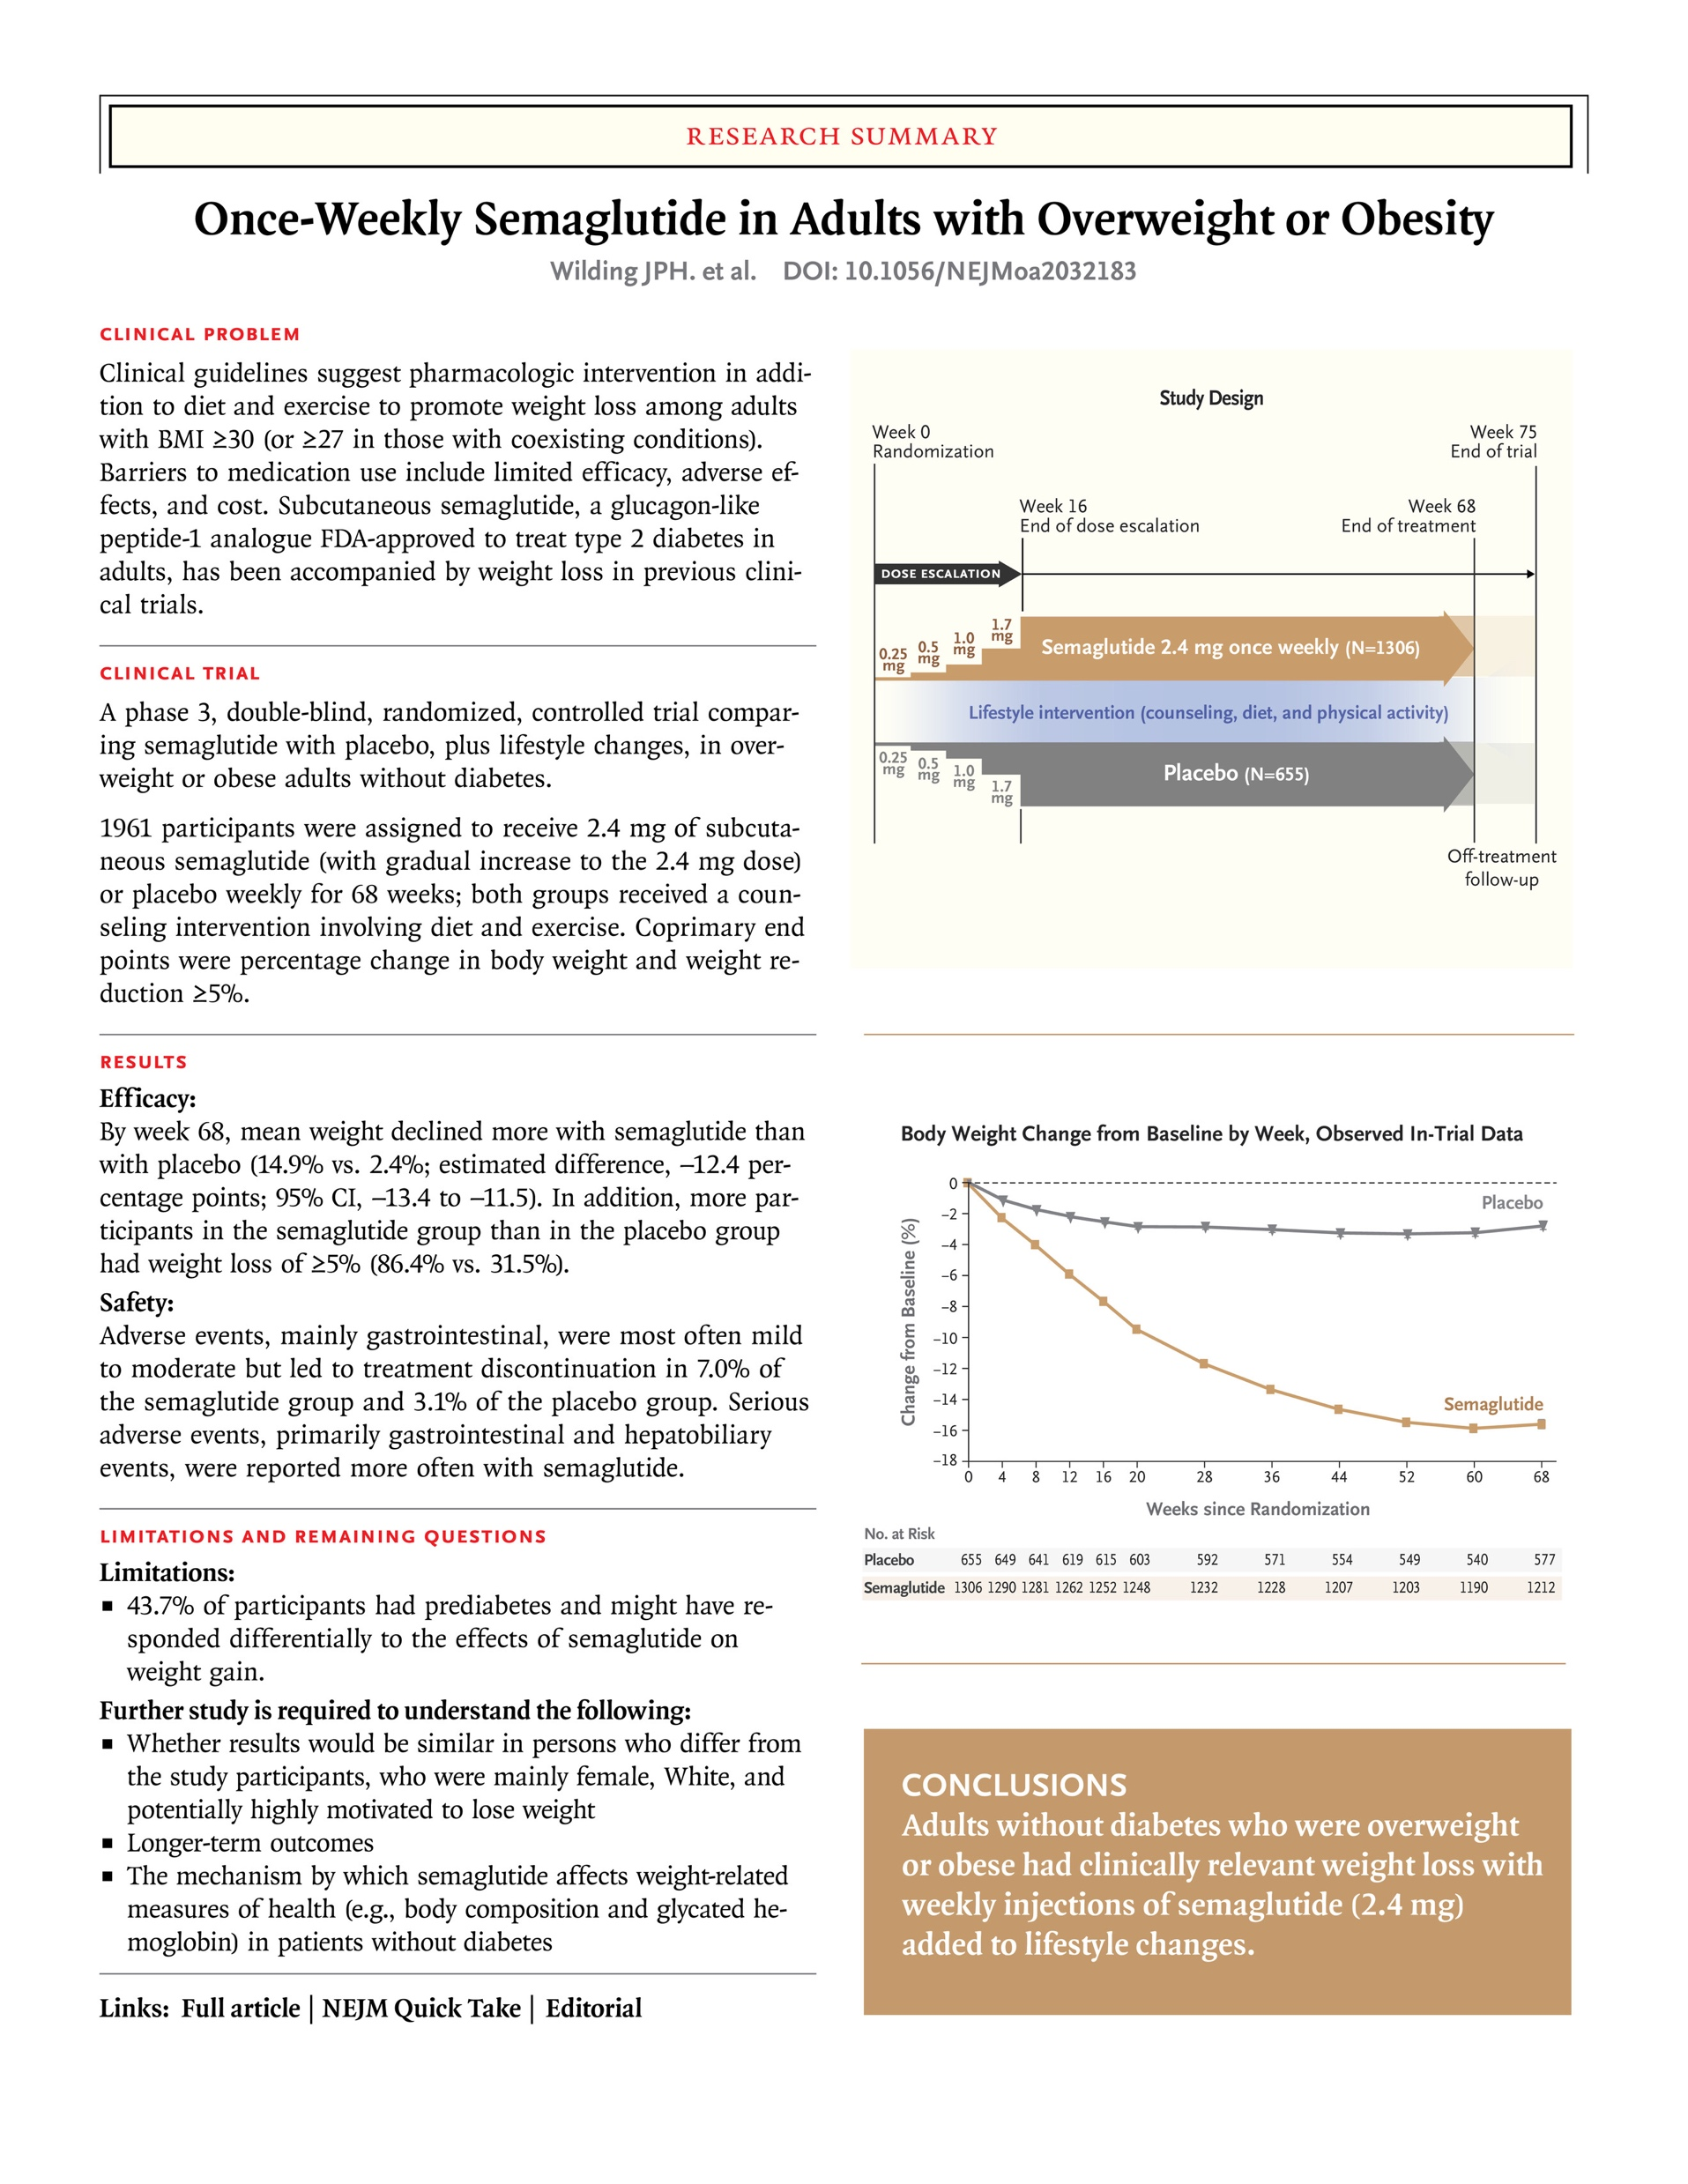 RESEARCH SUMMARY
Once-Weekly Semaglutide in Adults with Overweight or Obesity
Wilding JPH. et al. DOI: 10.1056/NEJMoa2032183
CLINICAL PROBLEM
Clinical guidelines suggest pharmacologic intervention in addi-
tion to diet and exercise to promote weight loss among adults
with BMI ≥30 (or ≥27 in those with coexisting conditions).
Barriers to medication use include limited efficacy, adverse ef-
fects, and cost. Subcutaneous semaglutide, a glucagon-like
peptide-1 analogue FDA-approved to treat type 2 diabetes in
adults, has been accompanied by weight loss in previous clini-
cal trials.
CLINICAL TRIAL
A phase 3, double-blind, randomized, controlled trial compar-
ing semaglutide with placebo, plus lifestyle changes, in over-
weight or obese adults without diabetes.
1961 participants were assigned to receive 2.4 mg of subcuta-
neous semaglutide (with gradual increase to the 2.4 mg dose)
or placebo weekly for 68 weeks; both groups received a coun-
seling intervention involving diet and exercise. Coprimary end
points were percentage change in body weight and weight re-
duction ≥5%.
RESULTS
Efficacy:
By week 68, mean weight declined more with semaglutide than
with placebo (14.9% vs. 2.4%; estimated difference, –12.4 per-
centage points; 95% CI, –13.4 to –11.5). In addition, more par-
ticipants in the semaglutide group than in the placebo group
had weight loss of ≥5% (86.4% vs. 31.5%).
Safety:
Adverse events, mainly gastrointestinal, were most often mild
to moderate but led to treatment discontinuation in 7.0% of
the semaglutide group and 3.1% of the placebo group. Serious
adverse events, primarily gastrointestinal and hepatobiliary
events, were reported more often with semaglutide.
LIMITATIONS AND REMAINING QUESTIONS
Limitations:
■ 43.7% of participants had prediabetes and might have re-
sponded differentially to the effects of semaglutide on
weight gain.
Further study is required to understand the following:
■ Whether results would be similar in persons who differ from
the study participants, who were mainly female, White, and
potentially highly motivated to lose weight
■ Longer-term outcomes
■ The mechanism by which semaglutide affects weight-related
measures of health (e.g., body composition and glycated he-
moglobin) in patients without diabetes
Links: Full article | NEJM Quick Take | Editorial
Study Design
Week 0
Randomization
Week 75
End of trial
Week 16
End of dose escalation
Week 68
End of treatment
DOSE ESCALATION
0.25 mg
0.5 mg
1.0 mg
1.7 mg
Semaglutide 2.4 mg once weekly (N=1306)
Lifestyle intervention (counseling, diet, and physical activity)
0.25 mg
0.5 mg
1.0 mg
1.7 mg
Placebo (N=655)
Off-treatment
follow-up
Body Weight Change from Baseline by Week, Observed In-Trial Data
Change from Baseline (%)
0
–2
–4
–6
–8
–10
–12
–14
–16
–18
Placebo
Semaglutide
0 4 8 12 16 20 28 36 44 52 60 68
Weeks since Randomization
No. at Risk
Placebo 655 649 641 619 615 603 592 571 554 549 540 577
Semaglutide 1306 1290 1281 1262 1252 1248 1232 1228 1207 1203 1190 1212
CONCLUSIONS
Adults without diabetes who were overweight
or obese had clinically relevant weight loss with
weekly injections of semaglutide (2.4 mg)
added to lifestyle changes.